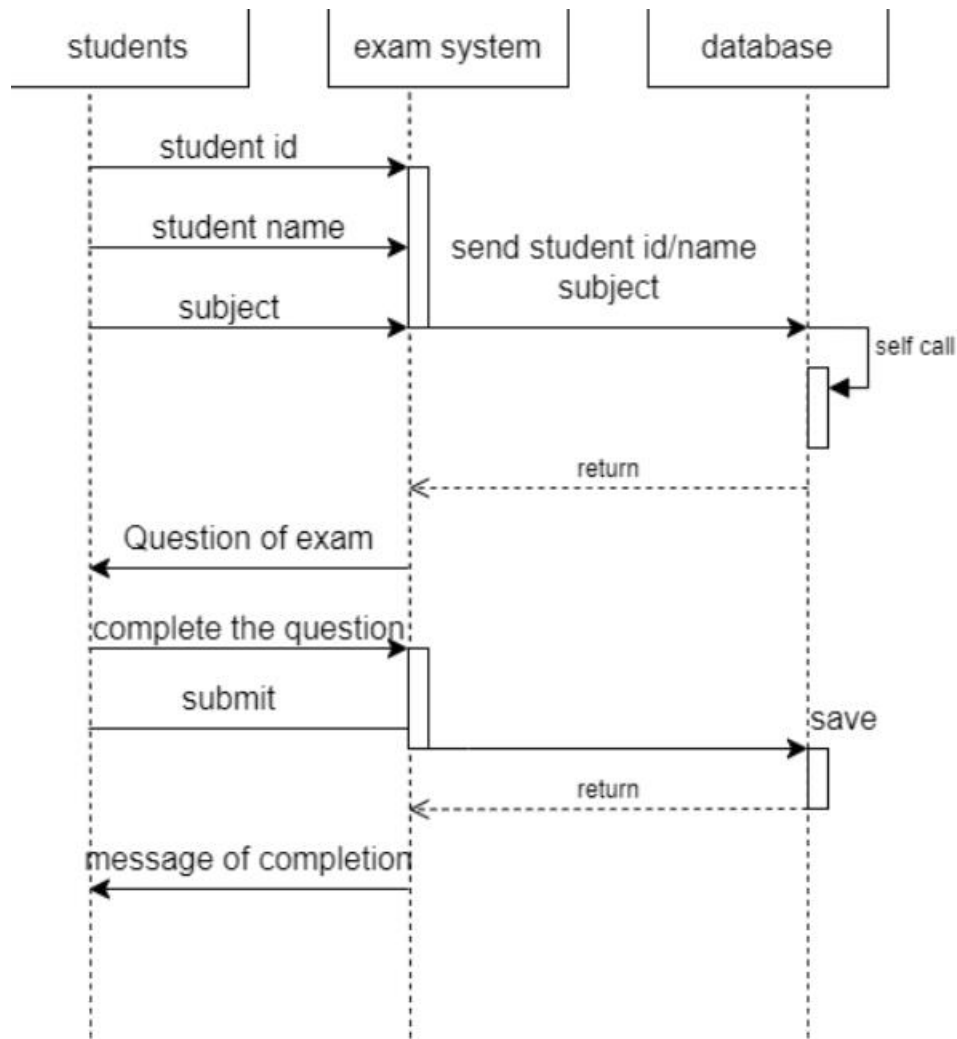 students
exam system
database
student id
student name
send student id/name
subject
subject
self call
return
Question of exam
complete the question
submit
save
return
message of completion